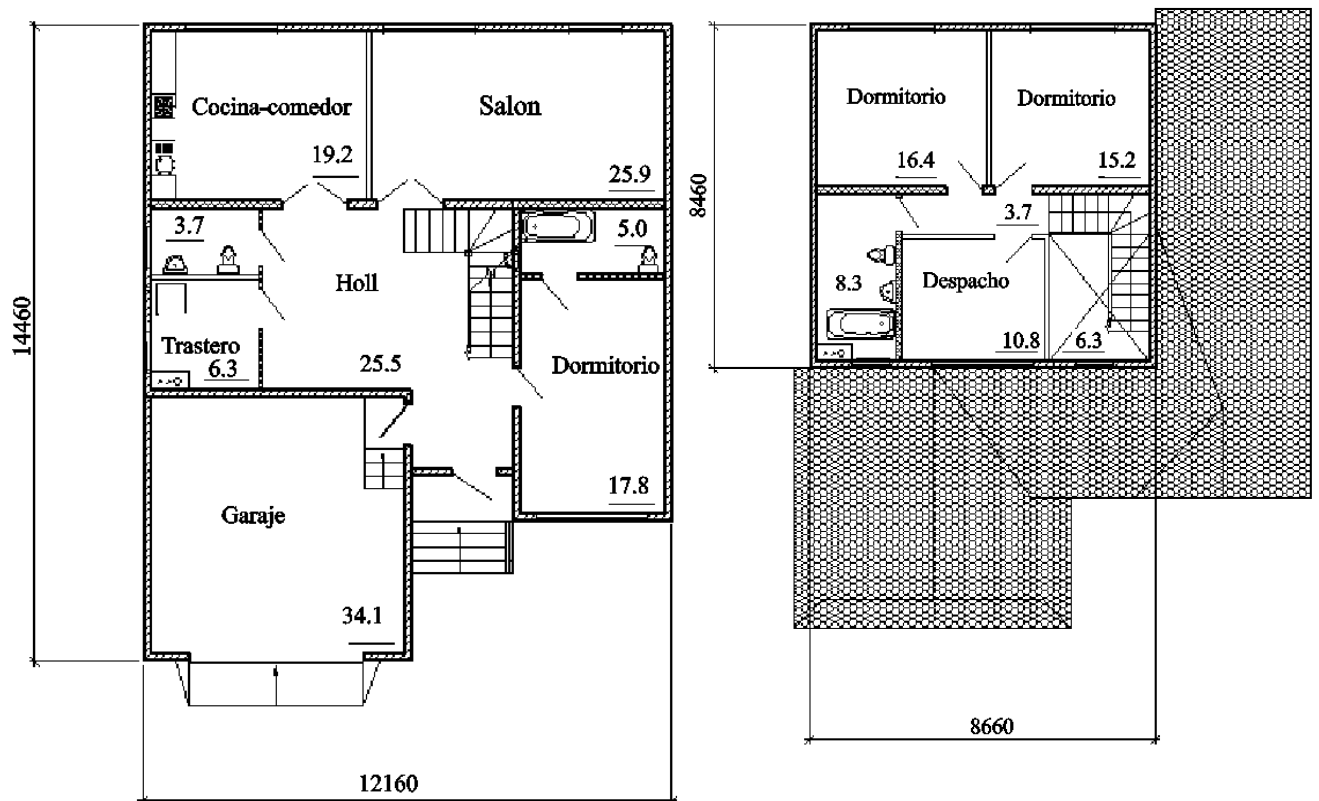 14460
Cocina-comedor
19.2
Salon
25.9
3.7
Holl
25.5
5.0
Trastero
6.3
Dormitorio
17.8
Garaje
34.1
12160
8460
Dormitorio
16.4
Dormitorio
15.2
3.7
8.3
Despacho
10.8
6.3
8660